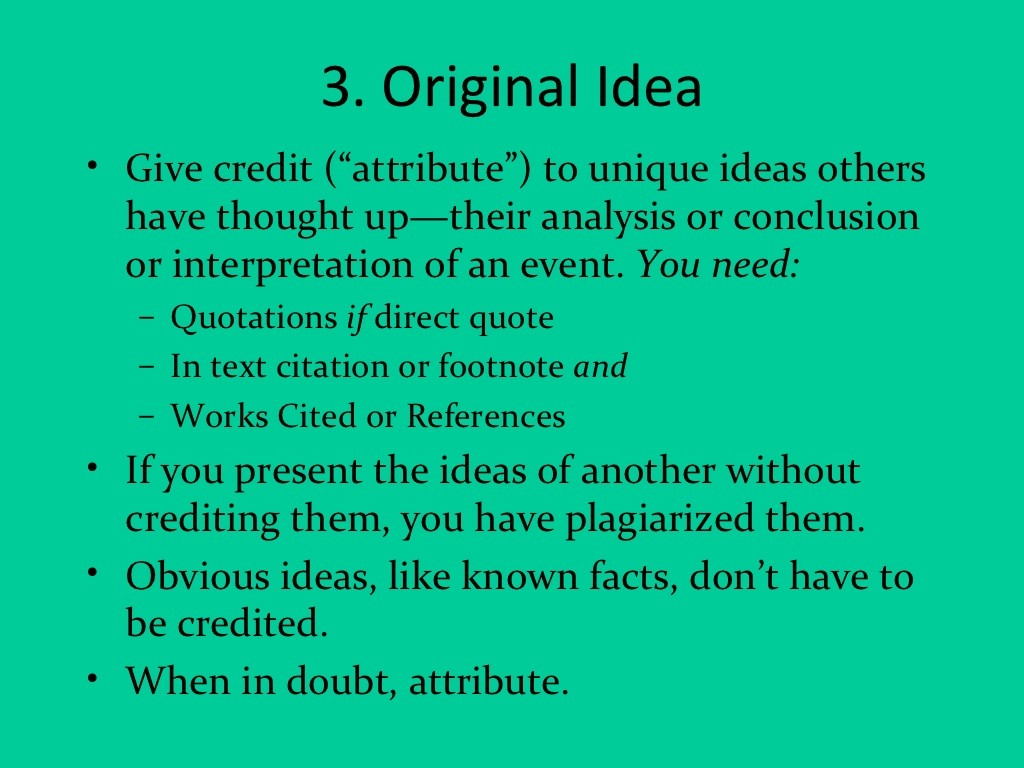 3. Original Idea
• Give credit (“attribute”) to unique ideas others
have thought up—their analysis or conclusion
or interpretation of an event. You need:
– Quotations if direct quote
– In text citation or footnote and
– Works Cited or References
• If you present the ideas of another without
crediting them, you have plagiarized them.
• Obvious ideas, like known facts, don’t have to
be credited.
• When in doubt, attribute.